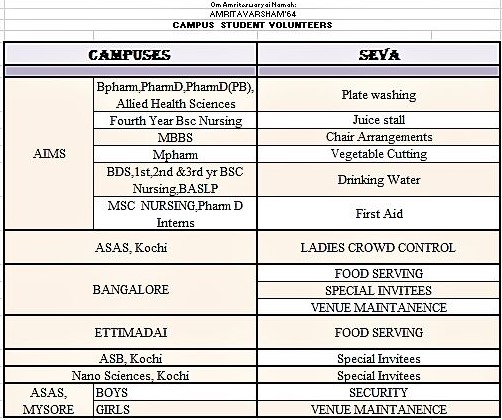 Om Amriteswaryai Namah:
AMRITAVARSHAM'64
CAMPUS STUDENT VOLUNTEERS
CAMPUSES SEVA
AIMS
Bpharm,PharmD,PharmD(PB),
Allied Health Sciences
Plate washing
Fourth Year Bsc Nursing Juice stall
MBBS Chair Arrangements
Mpharm Vegetable Cutting
BDS,1st,2nd &3rd yr BSC
Nursing,BASLP
Drinking Water
MSC NURSING,Pharm D
Interns
First Aid
ASAS, Kochi LADIES CROWD CONTROL
BANGALORE
FOOD SERVING
SPECIAL INVITEES
VENUE MAINTANENCE
ETTIMADAI FOOD SERVING
ASB, Kochi Special Invitees
Nano Sciences, Kochi Special Invitees
ASAS,
MYSORE
BOYS SECURITY
GIRLS VENUE MAINTANENCE